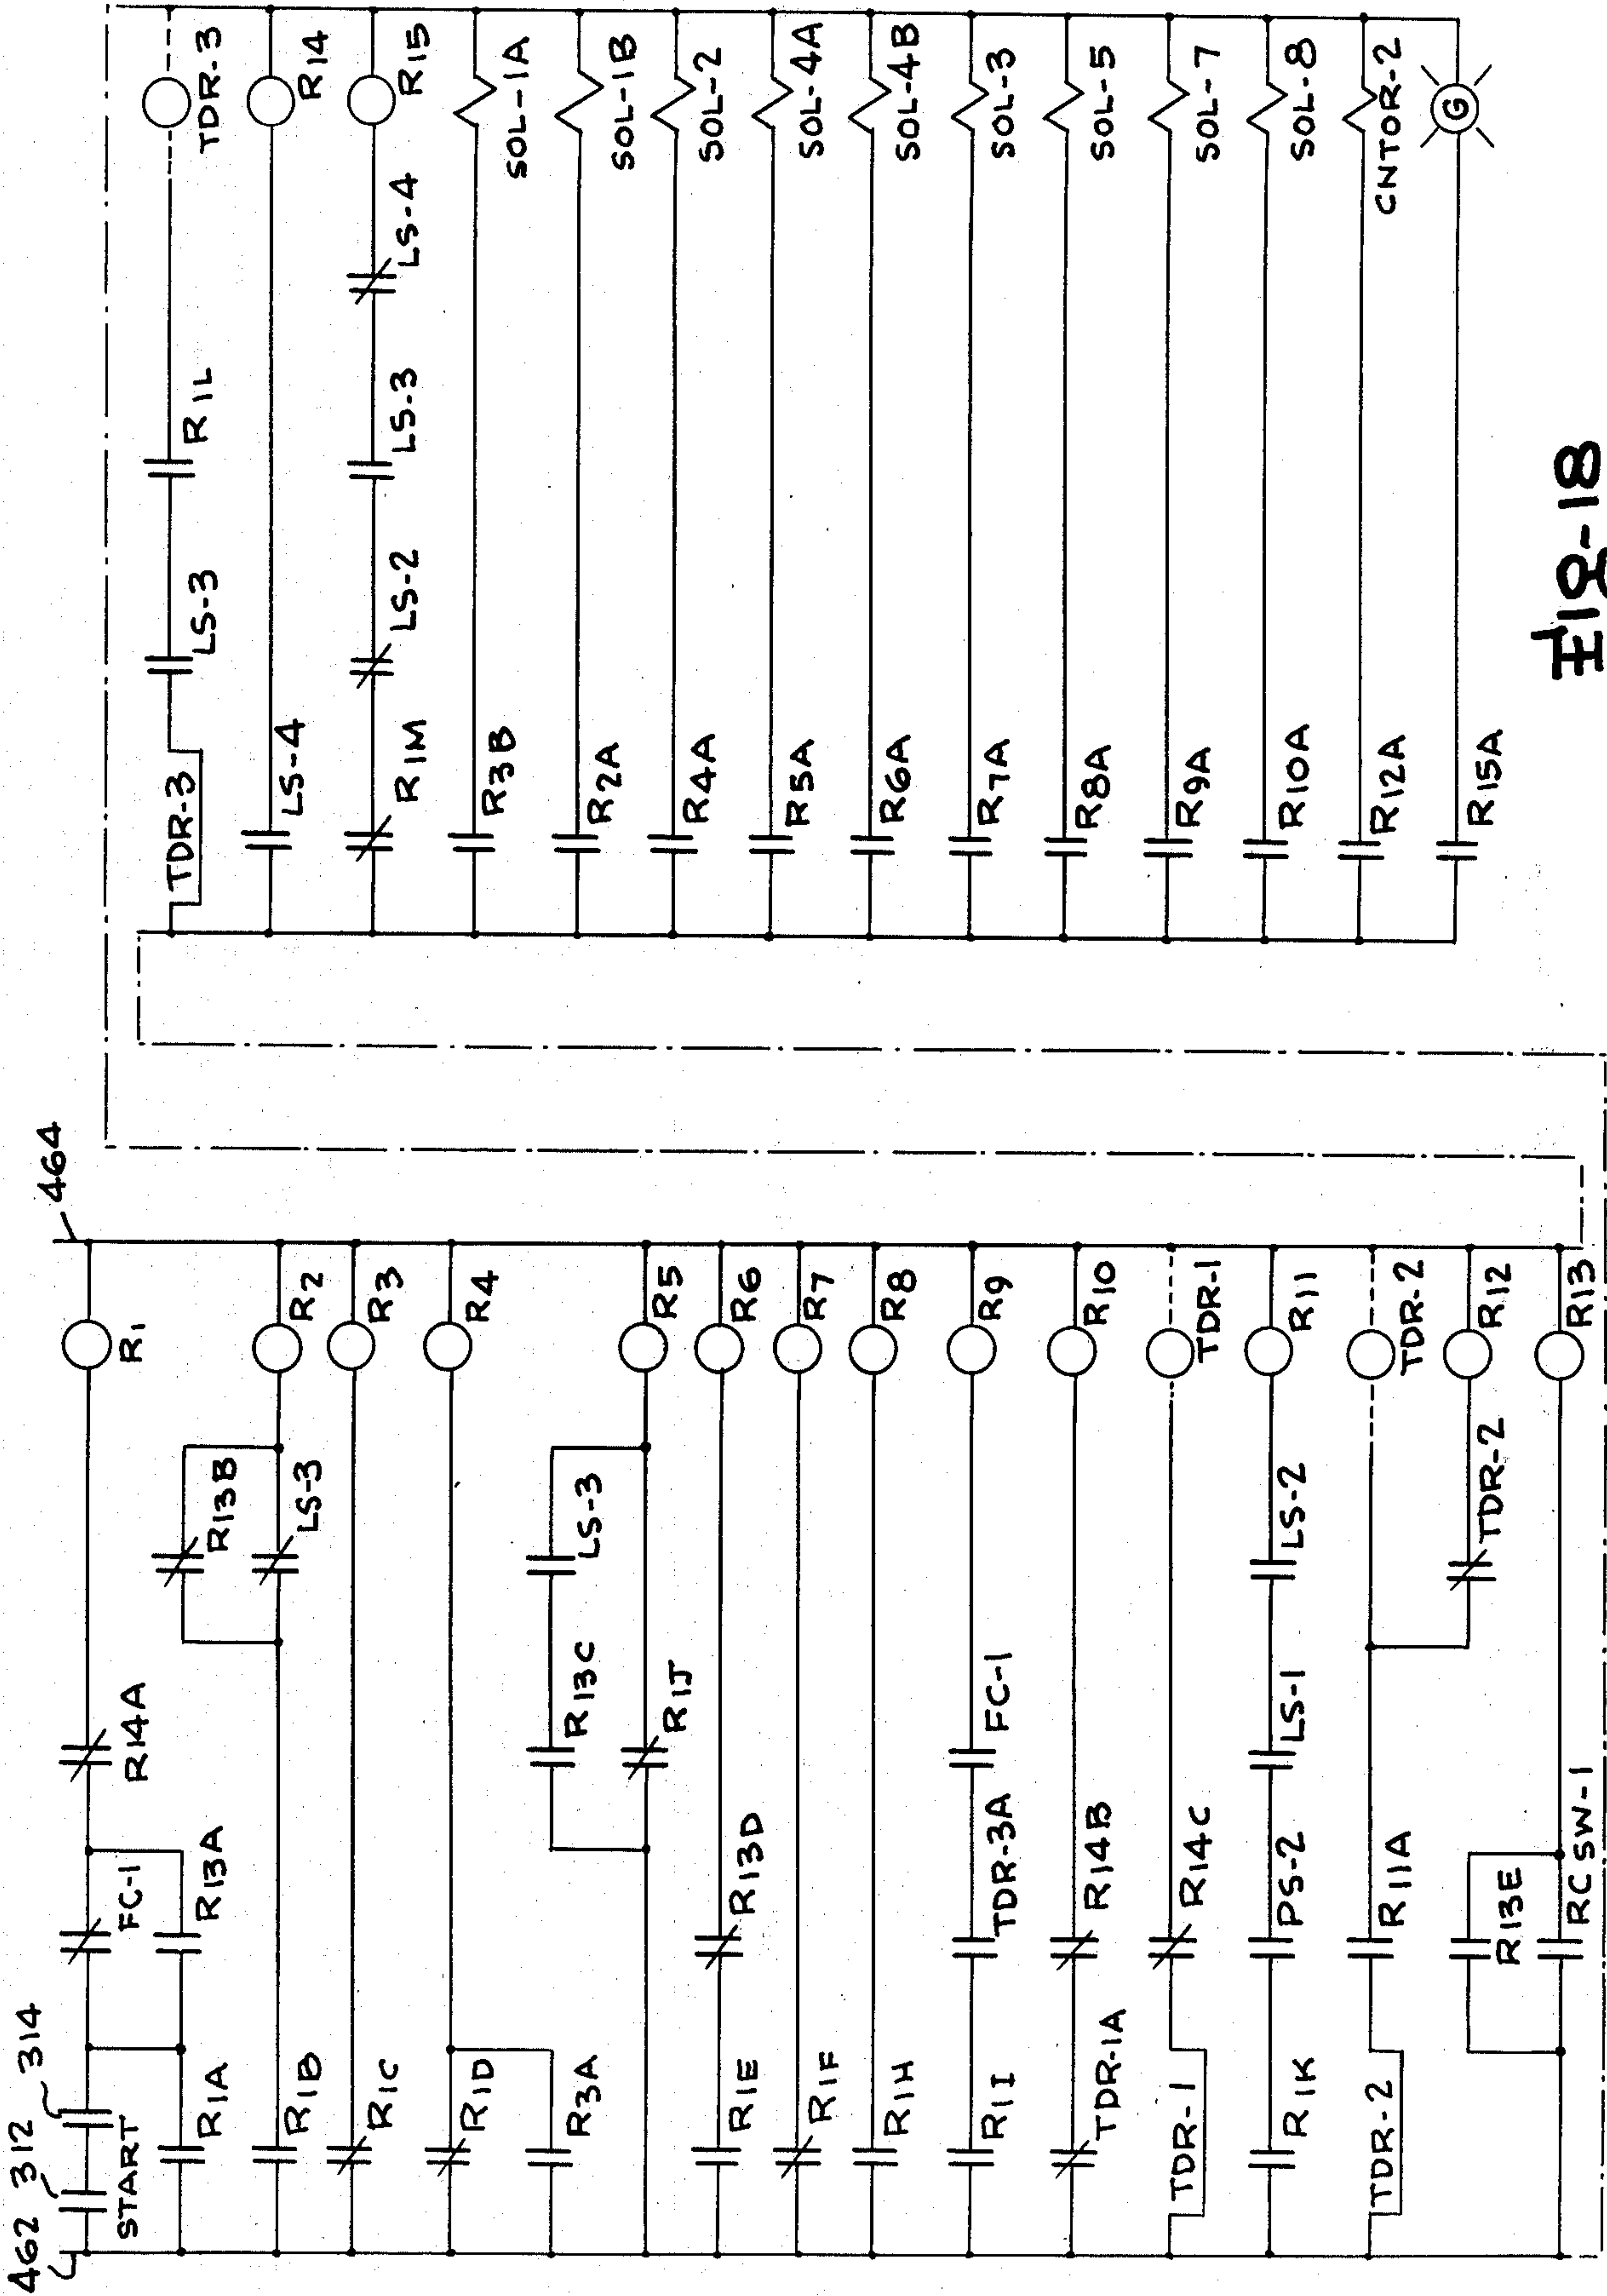 462 312 314
START
FC-1
R14A
R1
464
R1A
R13A
R13B
R1B
LS-3
R2
R1C
R3
R1D
R4
R3A
R13C
LS-3
R1J
R5
R1E
R13D
R6
R1F
R7
R1H
R8
R1I
TDR-3A
FC-1
R9
TDR-1A
R14B
R10
TDR-1
R14C
TDR-1
R1K
PS-2
LS-1
LS-2
R11
TDR-2
R11A
TDR-2
TDR-2
R12
R13E
RCSW-1
R13
TDR-3
LS-3
R1L
TDR-3
LS-4
R14
R1M
LS-2
LS-3
LS-4
R15
R3B
SOL-1A
R2A
SOL-1B
R4A
SOL-2
R5A
SOL-4A
R6A
SOL-4B
R7A
SOL-3
R8A
SOL-5
R9A
SOL-7
R10A
SOL-8
R12A
CNTOR-2
R15A
G
Fig-18